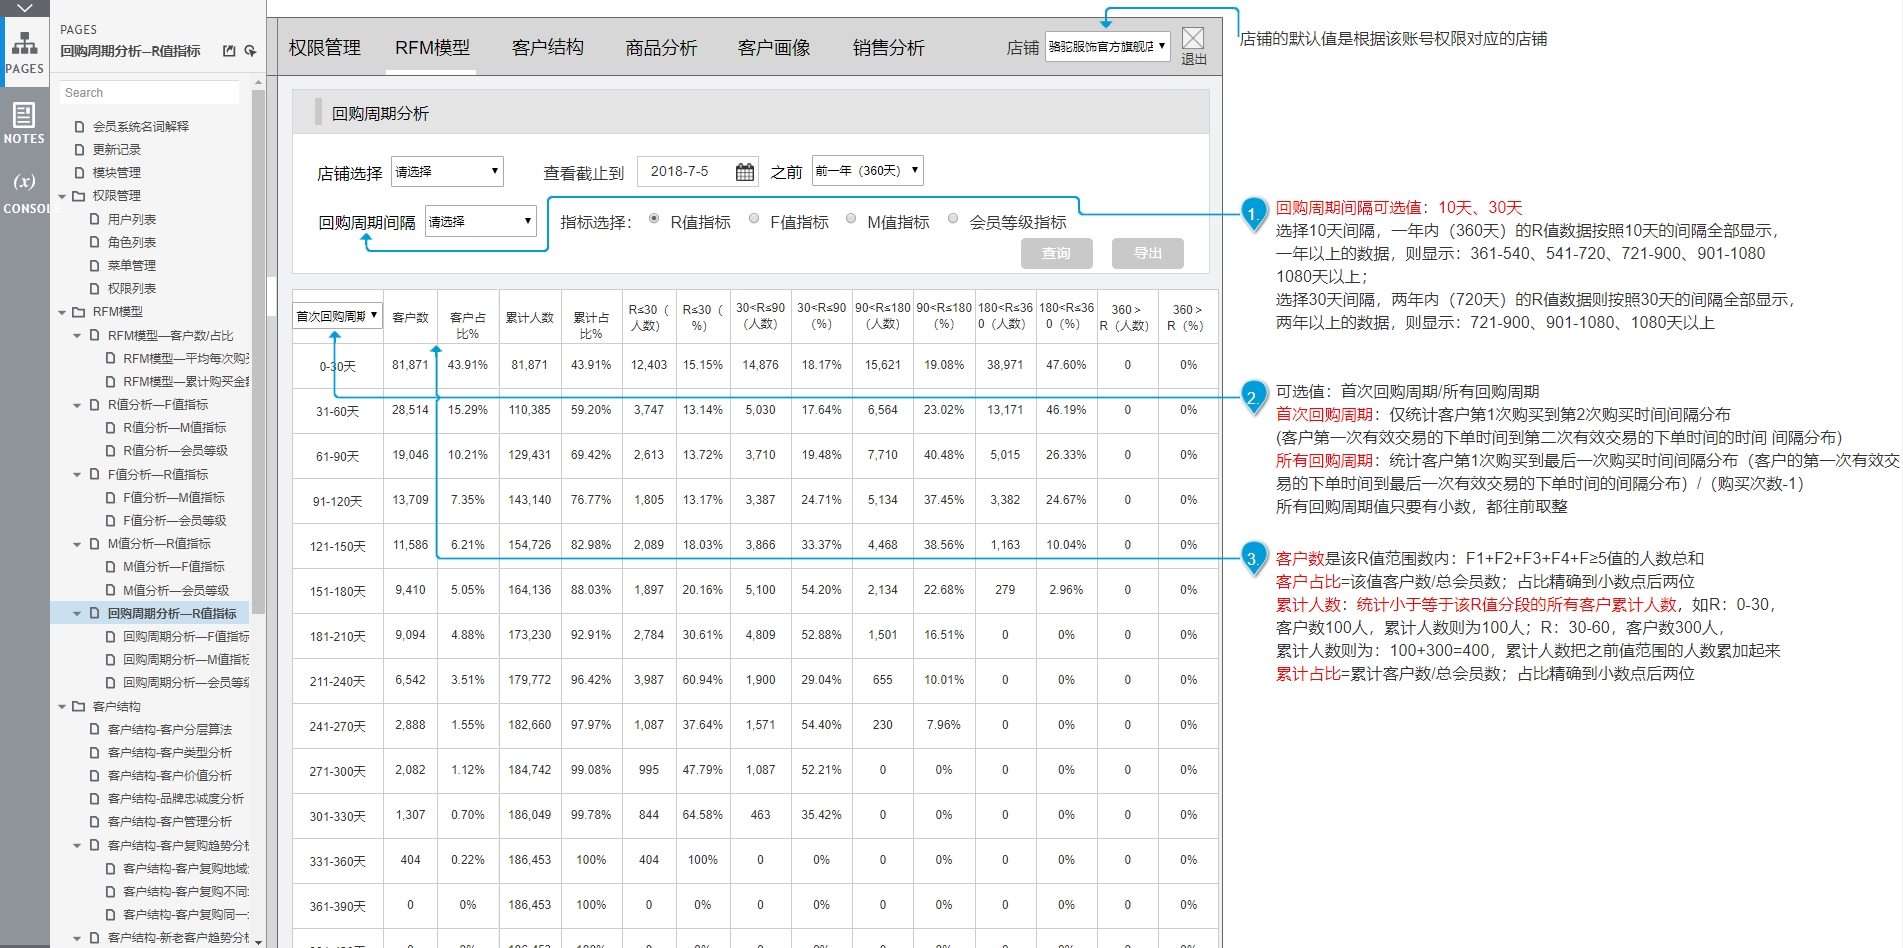 PAGES
回购周期分析—R值指标
PAGES
NOTES
(x)
CONSOLE
Search
会员系统名词解释
更新记录
模块管理
权限管理
用户列表
角色列表
菜单管理
权限列表
RFM模型
RFM模型—客户数/占比
RFM模型—平均每次购
RFM模型—累计购买金
R值分析—F值指标
R值分析—M值指标
R值分析—会员等级
F值分析—R值指标
F值分析—M值指标
F值分析—会员等级
M值分析—R值指标
M值分析—F值指标
M值分析—会员等级
回购周期分析—R值指标
回购周期分析—F值指标
回购周期分析—M值指标
回购周期分析—会员等
客户结构
客户结构-客户分层算法
客户结构-客户类型分析
客户结构-客户价值分析
客户结构-品牌忠诚度分析
客户结构-客户管理分析
客户结构-客户复购趋势分
客户结构-客户复购地域
客户结构-客户复购不同
客户结构-客户复购同一
客户结构-新老客户趋势分
权限管理 RFM模型 客户结构 商品分析 客户画像 销售分析 店铺 骆驼服饰官方旗舰店 退出
回购周期分析
店铺选择 请选择 查看截止到 2018-7-5 之前 前一年（360天）
回购周期间隔 请选择 指标选择： R值指标 F值指标 M值指标 会员等级指标
查询 导出
首次回购周期 客户数 客户占比% 累计人数 累计占比% R≤30（人数） R≤30（%） 30<R≤90（人数） 30<R≤90（%） 90<R≤180（人数） 90<R≤180（%） 180<R≤360（人数） 180<R≤360（%） 360＞R（人数） 360＞R（%）
0-30天 81,871 43.91% 81,871 43.91% 12,403 15.15% 14,876 18.17% 15,621 19.08% 38,971 47.60% 0 0%
31-60天 28,514 15.29% 110,385 59.20% 3,747 13.14% 5,030 17.64% 6,564 23.02% 13,171 46.19% 0 0%
61-90天 19,046 10.21% 129,431 69.42% 2,613 13.72% 3,710 19.48% 7,710 40.48% 5,015 26.33% 0 0%
91-120天 13,709 7.35% 143,140 76.77% 1,805 13.17% 3,387 24.71% 5,134 37.45% 3,382 24.67% 0 0%
121-150天 11,586 6.21% 154,726 82.98% 2,089 18.03% 3,866 33.37% 4,468 38.56% 1,163 10.04% 0 0%
151-180天 9,410 5.05% 164,136 88.03% 1,897 20.16% 5,100 54.20% 2,134 22.68% 279 2.96% 0 0%
181-210天 9,094 4.88% 173,230 92.91% 2,784 30.61% 4,809 52.88% 1,501 16.51% 0 0% 0 0%
211-240天 6,542 3.51% 179,772 96.42% 3,987 60.94% 1,900 29.04% 655 10.01% 0 0% 0 0%
241-270天 2,888 1.55% 182,660 97.97% 1,087 37.64% 1,571 54.40% 230 7.96% 0 0% 0 0%
271-300天 2,082 1.12% 184,742 99.08% 995 47.79% 1,087 52.21% 0 0% 0 0% 0 0%
301-330天 1,307 0.70% 186,049 99.78% 844 64.58% 463 35.42% 0 0% 0 0% 0 0%
331-360天 404 0.22% 186,453 100% 404 100% 0 0% 0 0% 0 0% 0 0%
361-390天 0 0% 186,453 100% 0 0% 0 0% 0 0% 0 0% 0 0%
店铺的默认值是根据该账号权限对应的店铺
1.
回购周期间隔可选值：10天、30天
选择10天间隔，一年内（360天）的R值数据按照10天的间隔全部显示，
一年以上的数据，则显示：361-540、541-720、721-900、901-1080
1080天以上；
选择30天间隔，两年内（720天）的R值数据则按照30天的间隔全部显示，
两年以上的数据，则显示：721-900、901-1080、1080天以上
2.
可选值：首次回购周期/所有回购周期
首次回购周期：仅统计客户第1次购买到第2次购买时间间隔分布
(客户第一次有效交易的下单时间到第二次有效交易的下单时间的时间 间隔分布)
所有回购周期：统计客户第1次购买到最后一次购买时间间隔分布（客户的第一次有效交
易的下单时间到最后一次有效交易的下单时间的间隔分布）/（购买次数-1）
所有回购周期值只要有小数，都往前取整
3.
客户数是该R值范围数内：F1+F2+F3+F4+F≥5值的人数总和
客户占比=该值客户数/总会员数；占比精确到小数点后两位
累计人数：统计小于等于该R值分段的所有客户累计人数，如R：0-30，
客户数100人，累计人数则为100人；R：30-60，客户数300人，
累计人数则为：100+300=400，累计人数把之前值范围的人数累加起来
累计占比=累计客户数/总会员数；占比精确到小数点后两位